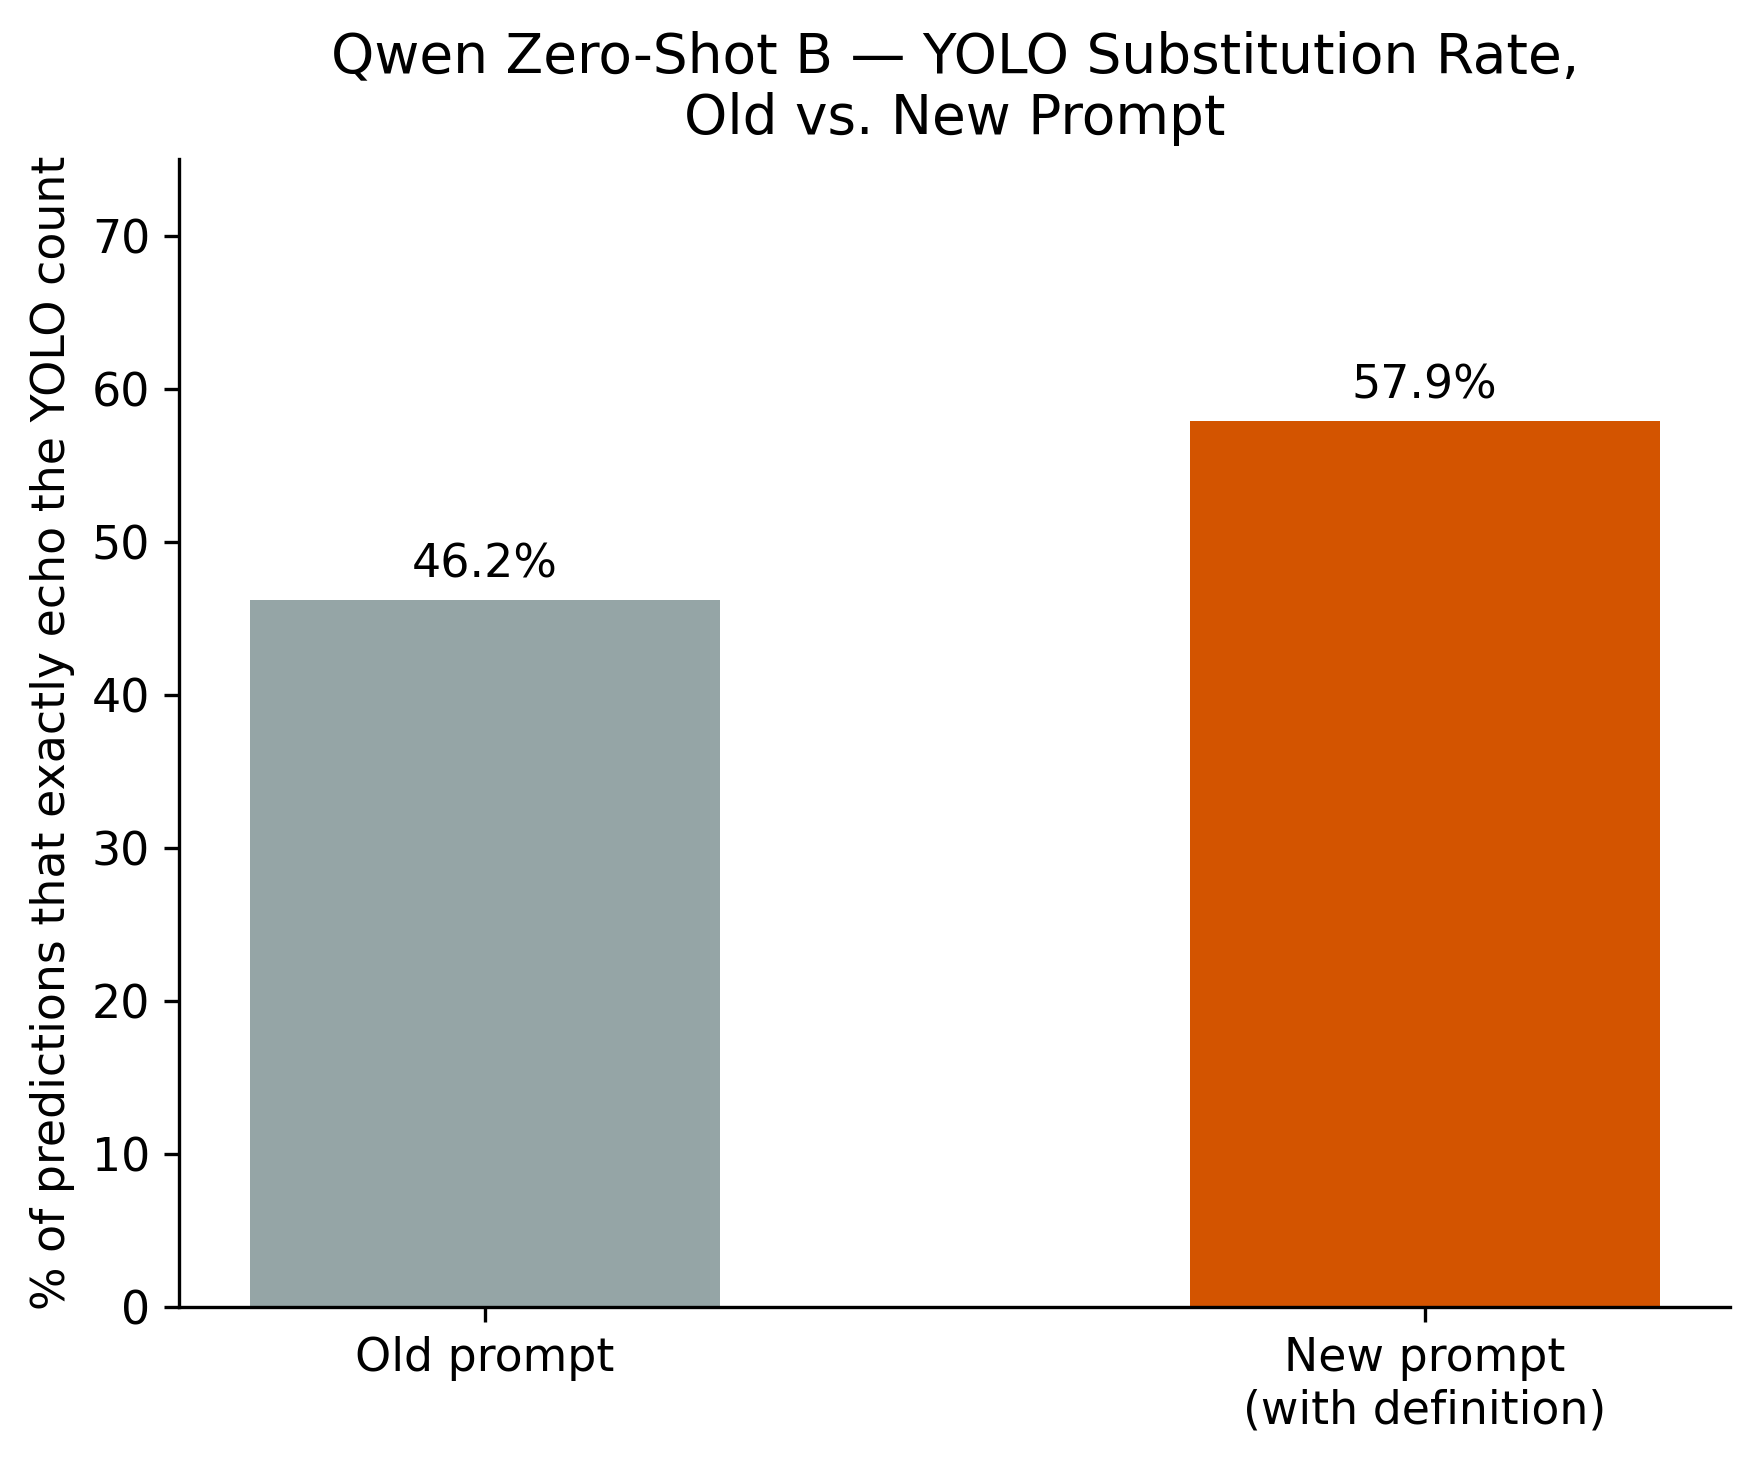 Qwen Zero-Shot B — YOLO Substitution Rate,
Old vs. New Prompt
% of predictions that exactly echo the YOLO count
70
60
50
40
30
20
10
0
46.2%
57.9%
Old prompt
New prompt
(with definition)